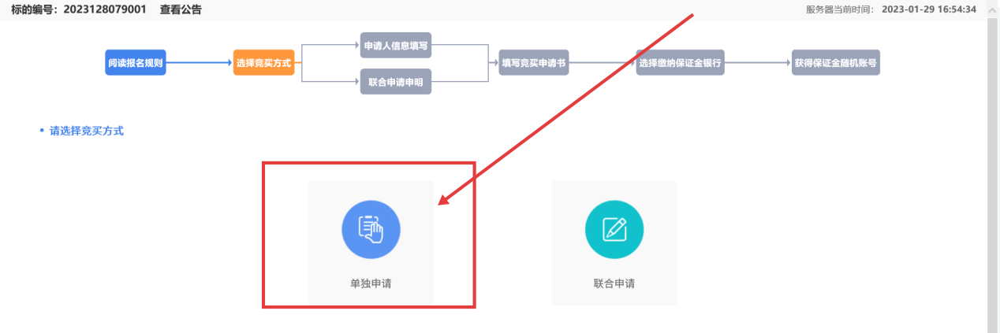 标的编号：2023128079001 查看公告 服务器当前时间： 2023-01-29 16:54:34
申请人信息填写
阅读报名规则 选择竞买方式 填写竞买申请书 选择缴纳保证金银行 获得保证金随机账号
联合申请申明
• 请选择竞买方式
单独申请 联合申请